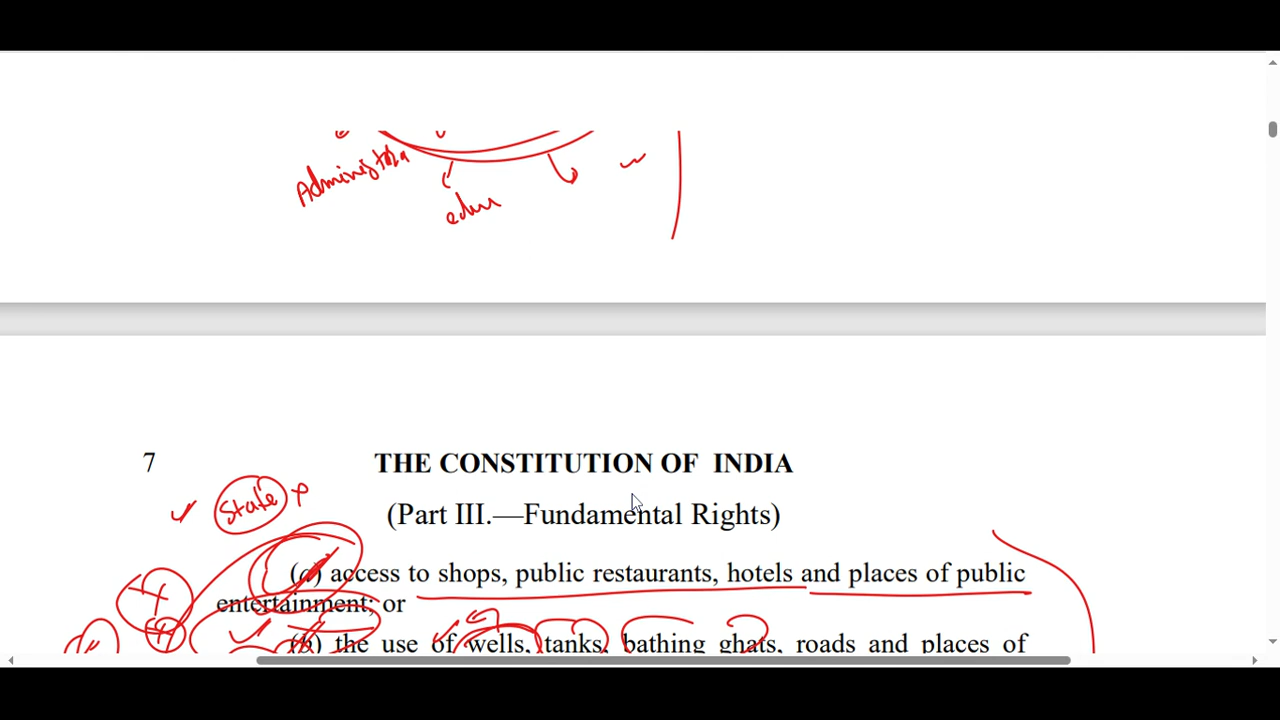 Administra
edu
7 THE CONSTITUTION OF INDIA
State
(Part III.—Fundamental Rights)
(a) access to shops, public restaurants, hotels and places of public
entertainment; or
(b) the use of wells, tanks, bathing ghats, roads and places of